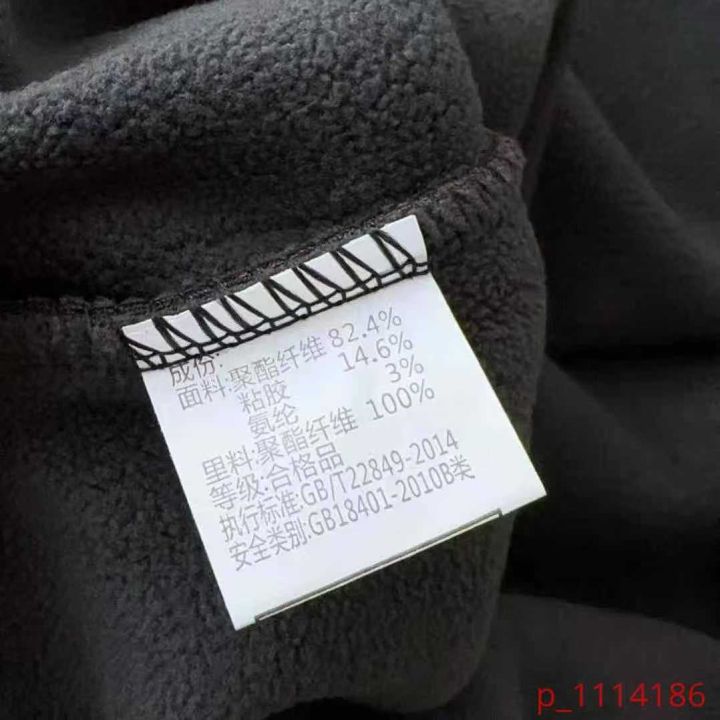 成份:
面料:聚酯纤维 82.4%
粘胶 14.6%
氨纶 3%
里料:聚酯纤维 100%
等级:合格品
执行标准:GB/T22849-2014
安全类别:GB18401-2010B类
p_1114186